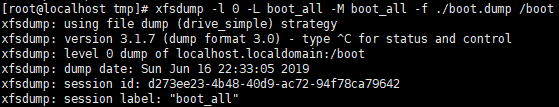 [root@localhost tmp]# xfsdump -l 0 -L boot_all -M boot_all -f ./boot.dump /boot
xfsdump: using file dump (drive_simple) strategy
xfsdump: version 3.1.7 (dump format 3.0) - type ^C for status and control
xfsdump: level 0 dump of localhost.localdomain:/boot
xfsdump: dump date: Sun Jun 16 22:33:05 2019
xfsdump: session id: d273ee23-4b48-40d9-ac72-94f78ca79642
xfsdump: session label: "boot_all"